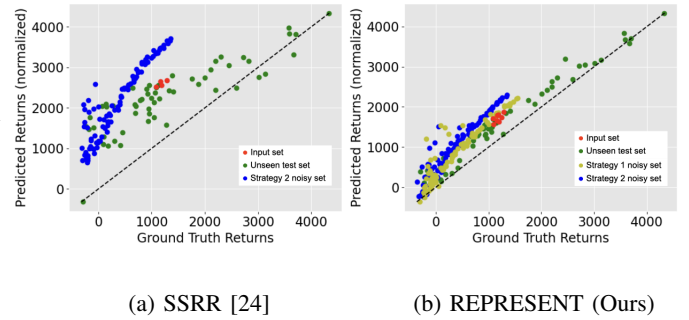 Predicted Returns (normalized)
4000
3000
2000
1000
0
0 1000 2000 3000 4000
Ground Truth Returns
Input set
Unseen test set
Strategy 2 noisy set
(a) SSRR [24]
Predicted Returns (normalized)
4000
3000
2000
1000
0
0 1000 2000 3000 4000
Ground Truth Returns
Input set
Unseen test set
Strategy 1 noisy set
Strategy 2 noisy set
(b) REPRESENT (Ours)